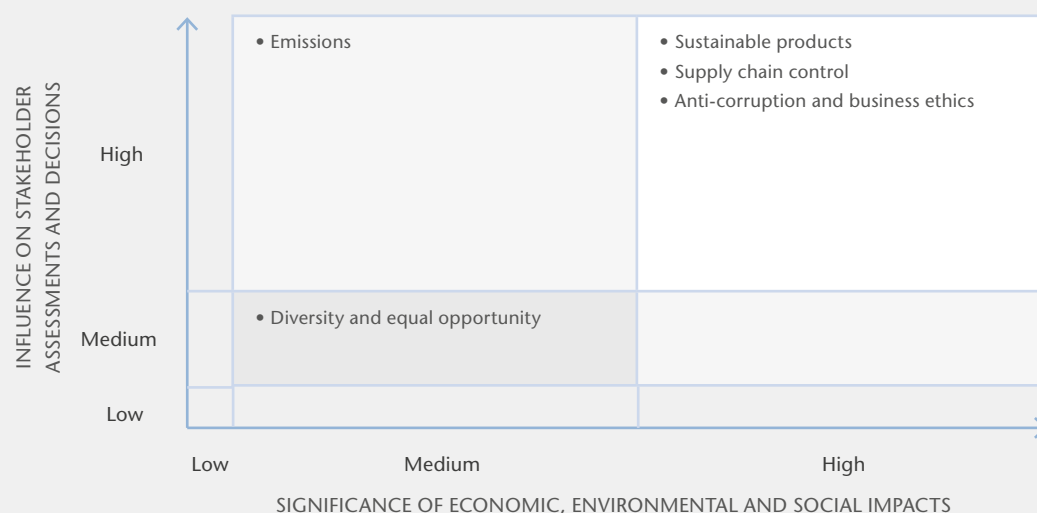 INFLUENCE ON STAKEHOLDER
ASSESSMENTS AND DECISIONS
High
Medium
Low
• Emissions
• Sustainable products
• Supply chain control
• Anti-corruption and business ethics
• Diversity and equal opportunity
Low
Medium
High
SIGNIFICANCE OF ECONOMIC, ENVIRONMENTAL AND SOCIAL IMPACTS